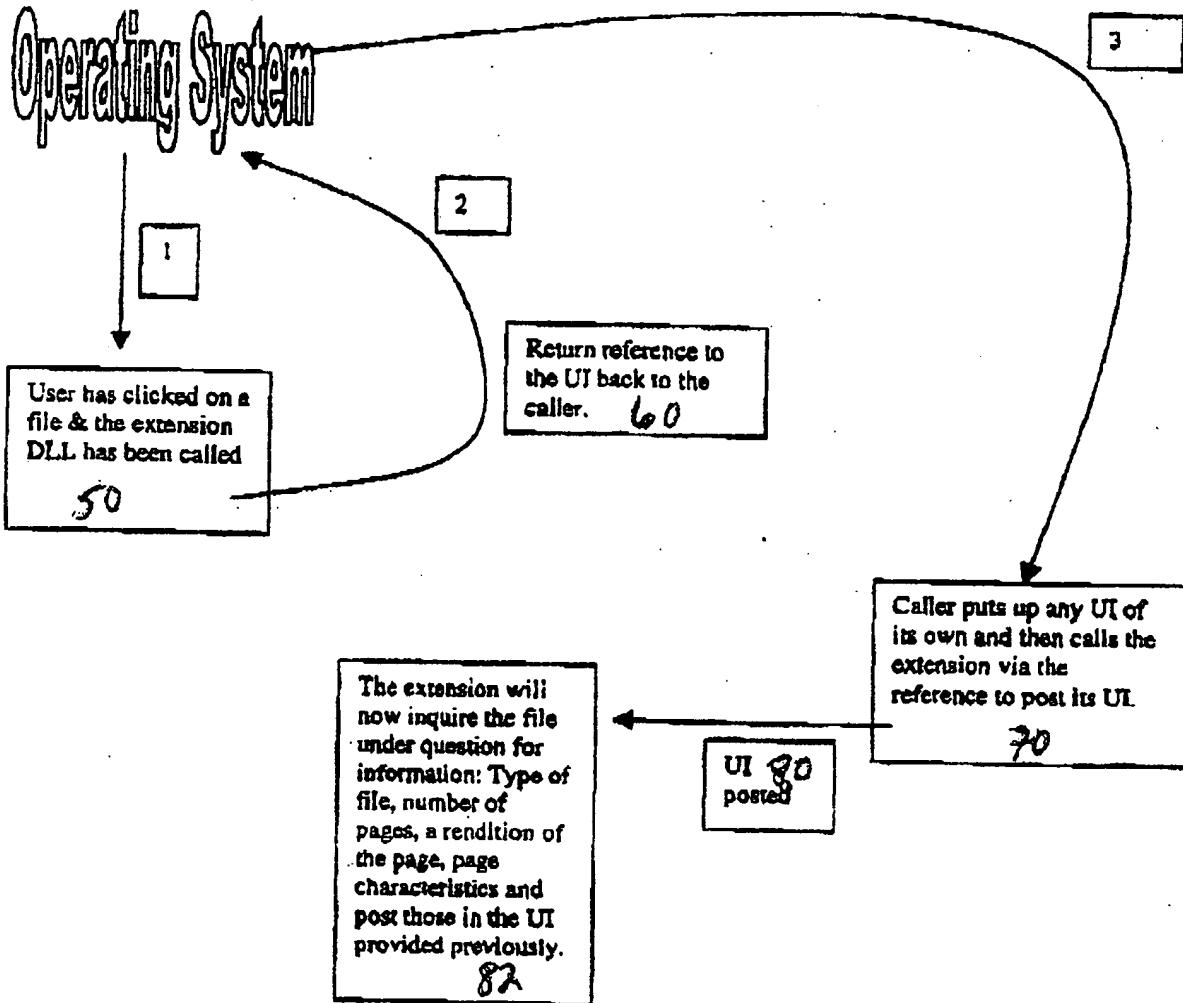 Operating System
3
2
1
Return reference to
the UI back to the
caller. 60
User has clicked on a
file & the extension
DLL has been called
50
Caller puts up any UI of
its own and then calls the
extension via the
reference to post its UI.
70
The extension will
now inquire the file
under question for
information: Type of
file, number of
pages, a rendition of
the page, page
characteristics and
post those in the UI
provided previously.
82
UI 80
posted